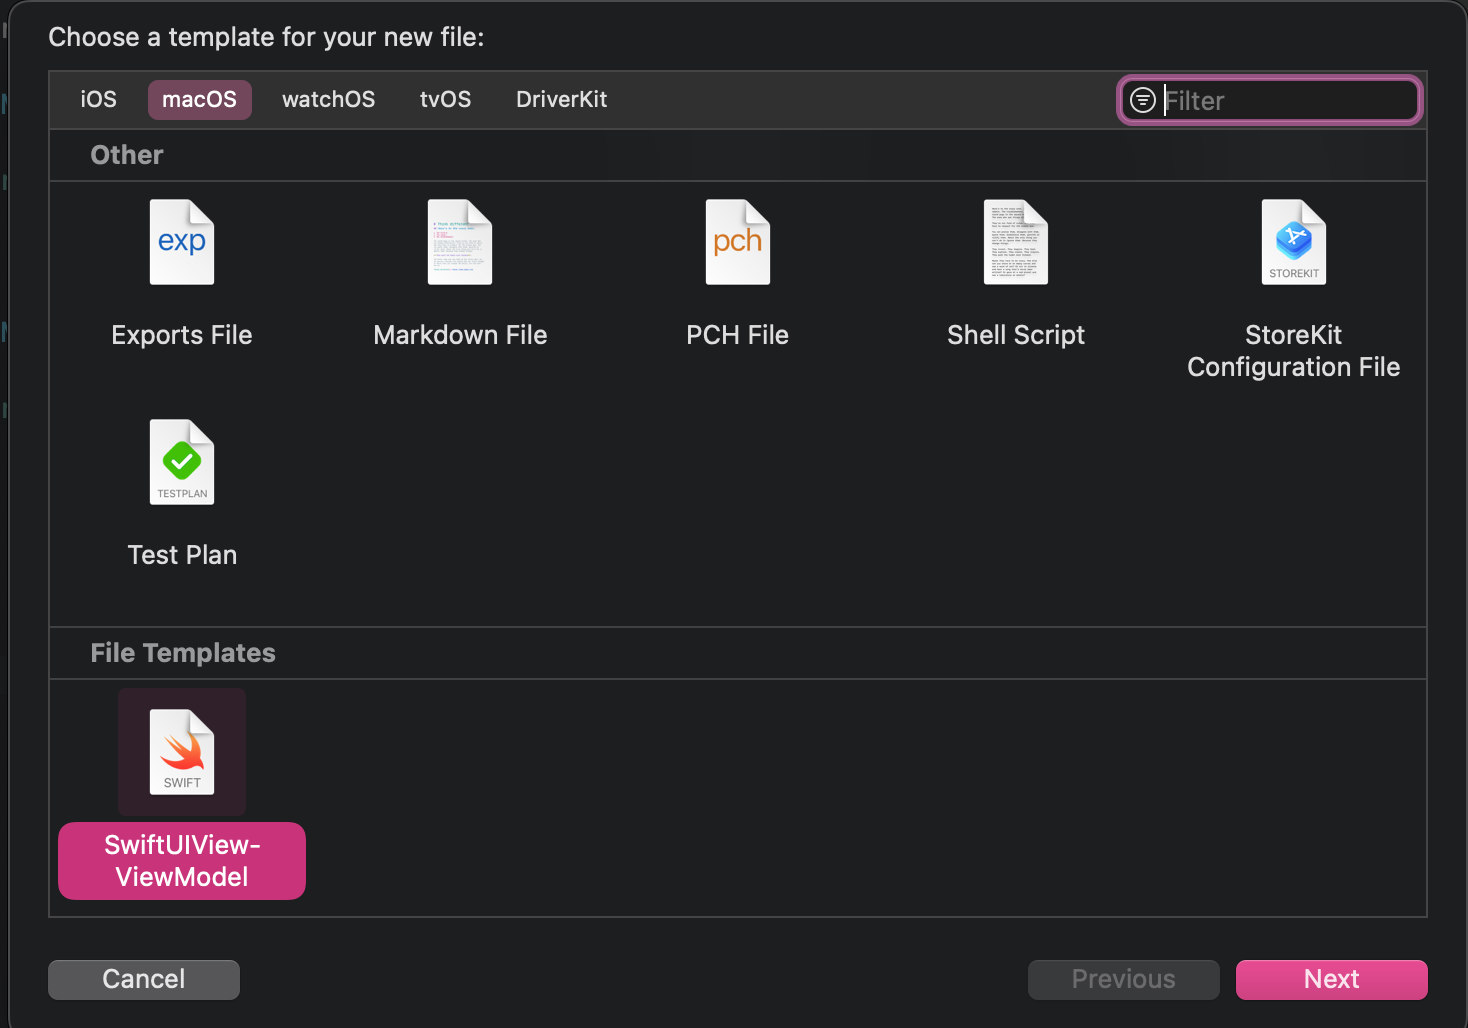 Choose a template for your new file:
iOS
macOS
watchOS
tvOS
DriverKit
Filter
Other
exp
pch
STOREKIT
Exports File
Markdown File
PCH File
Shell Script
StoreKit
Configuration File
TESTPLAN
Test Plan
File Templates
SWIFT
SwiftUIView-
ViewModel
Cancel
Previous
Next